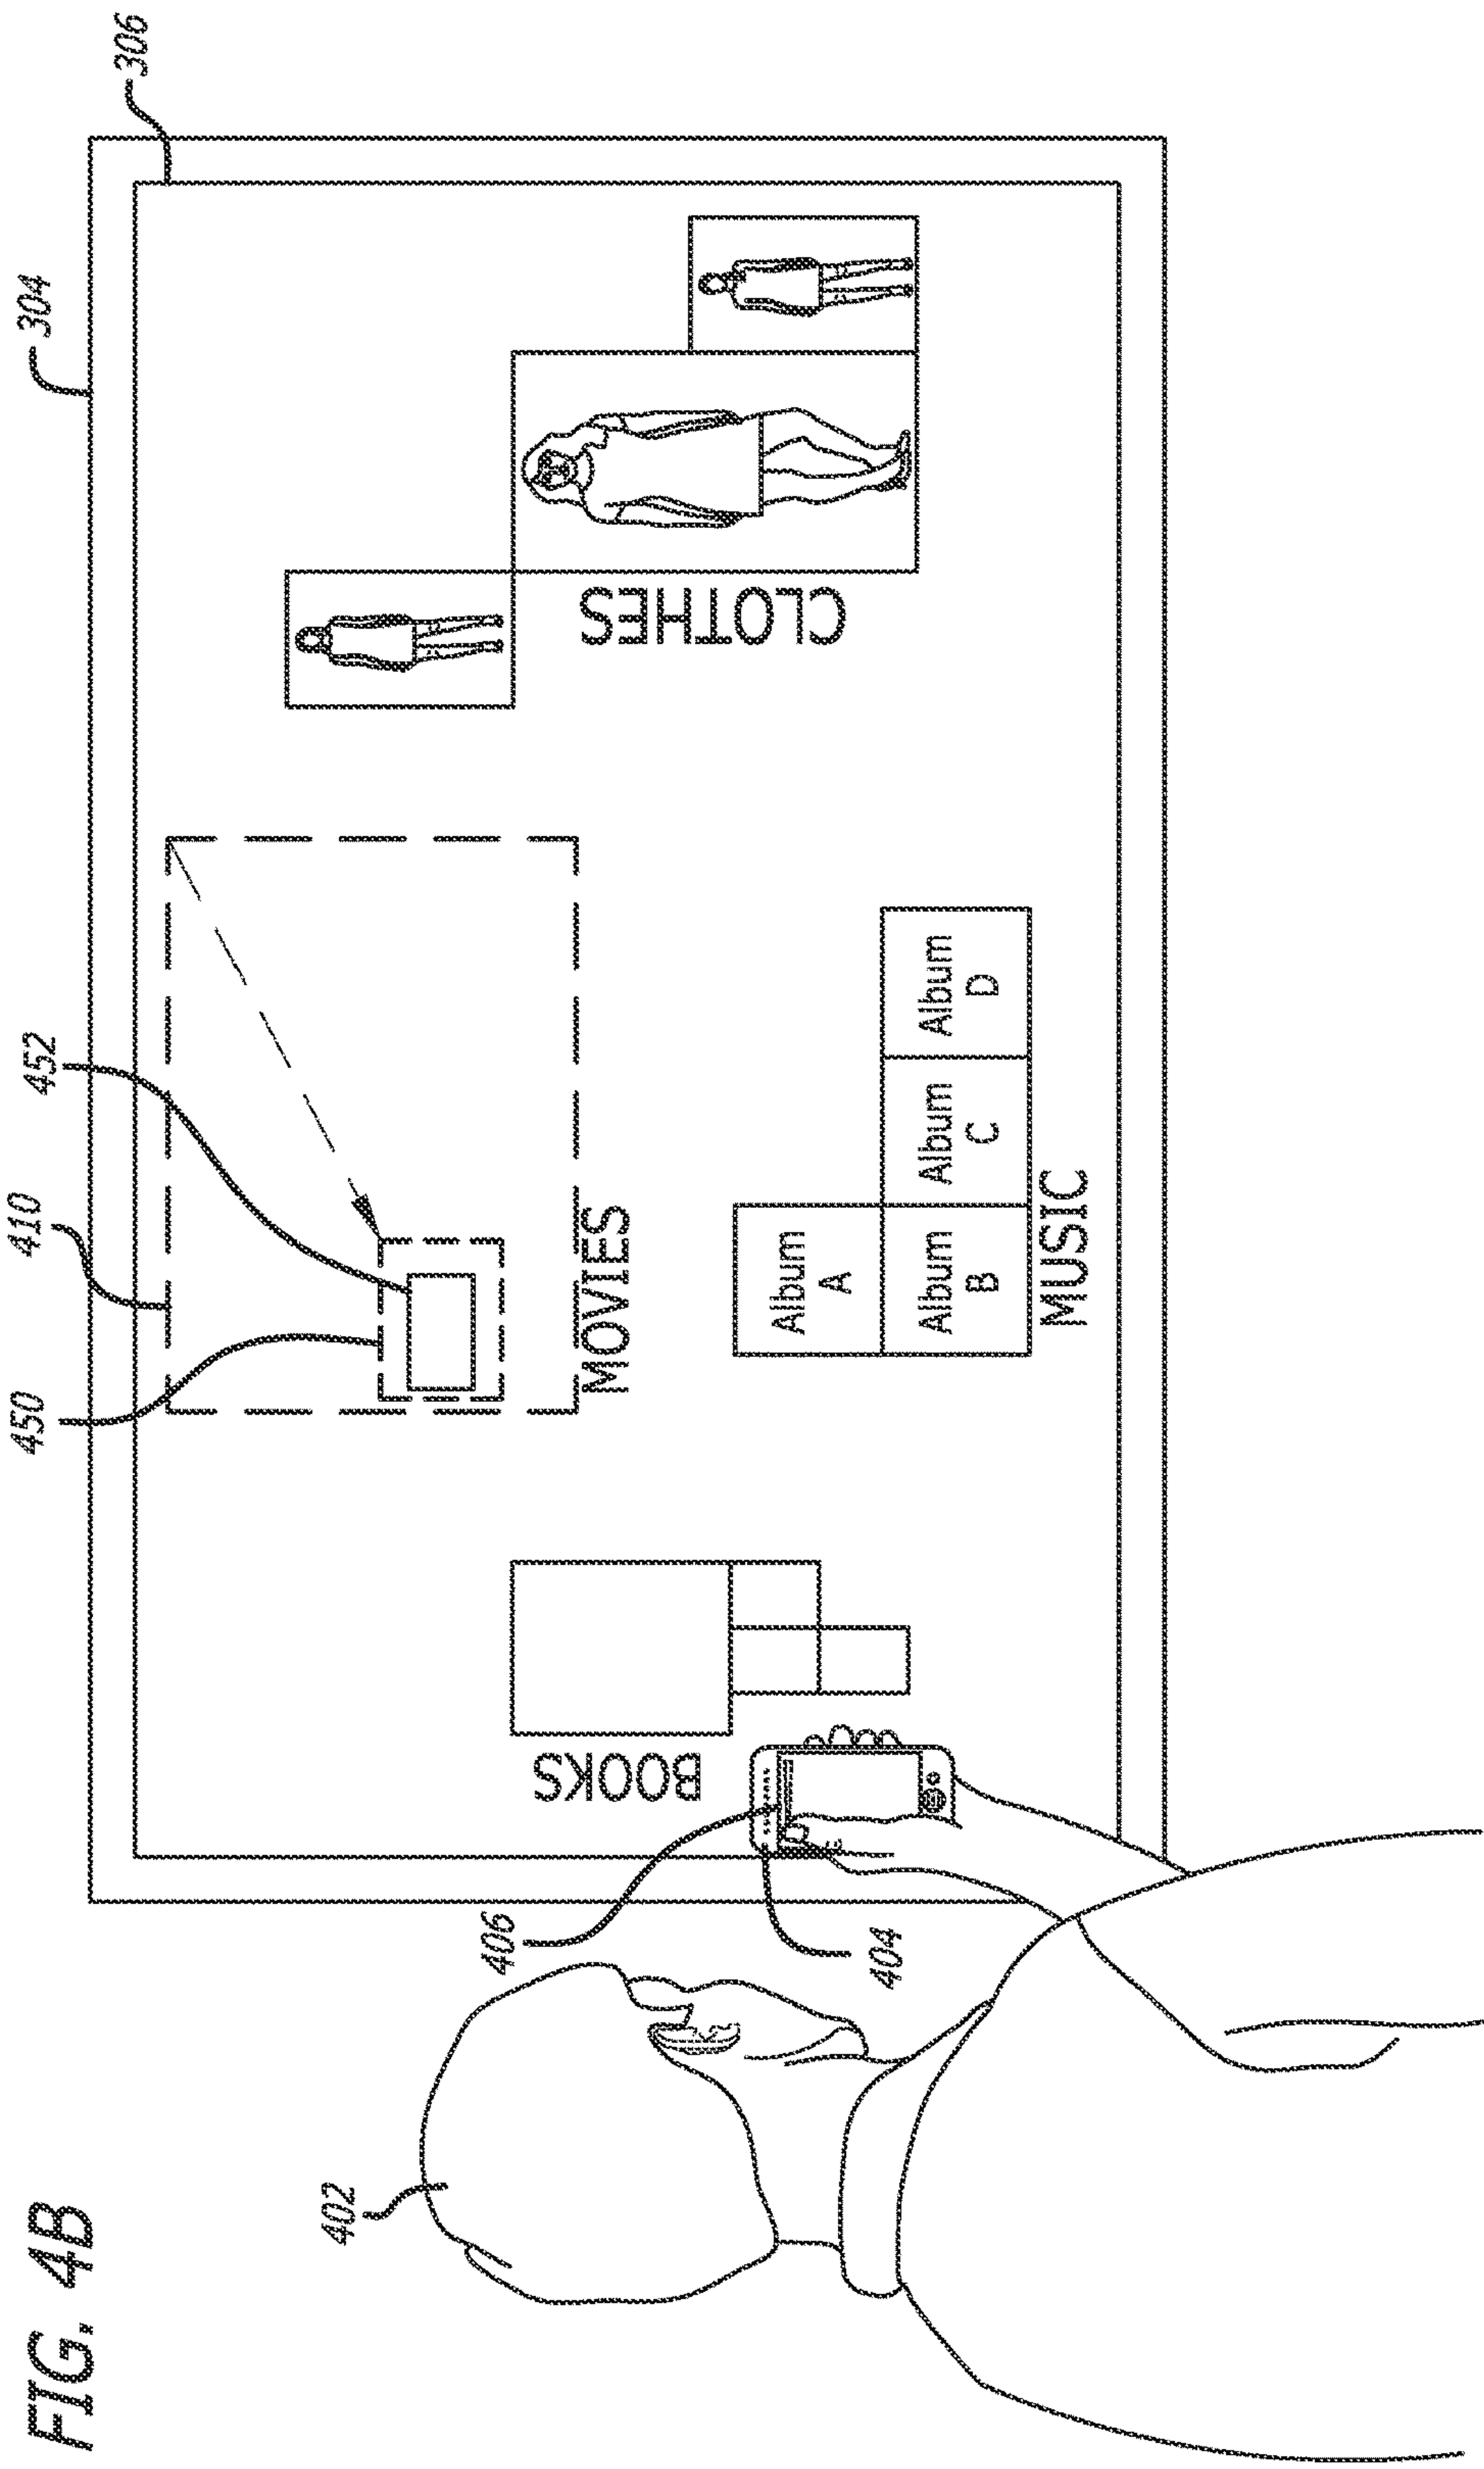 FIG. 4B
304
306
410
452
450
402
406
404
BOOKS
MOVIES
CLOTHES
Album
A
Album
B
Album
C
Album
D
MUSIC